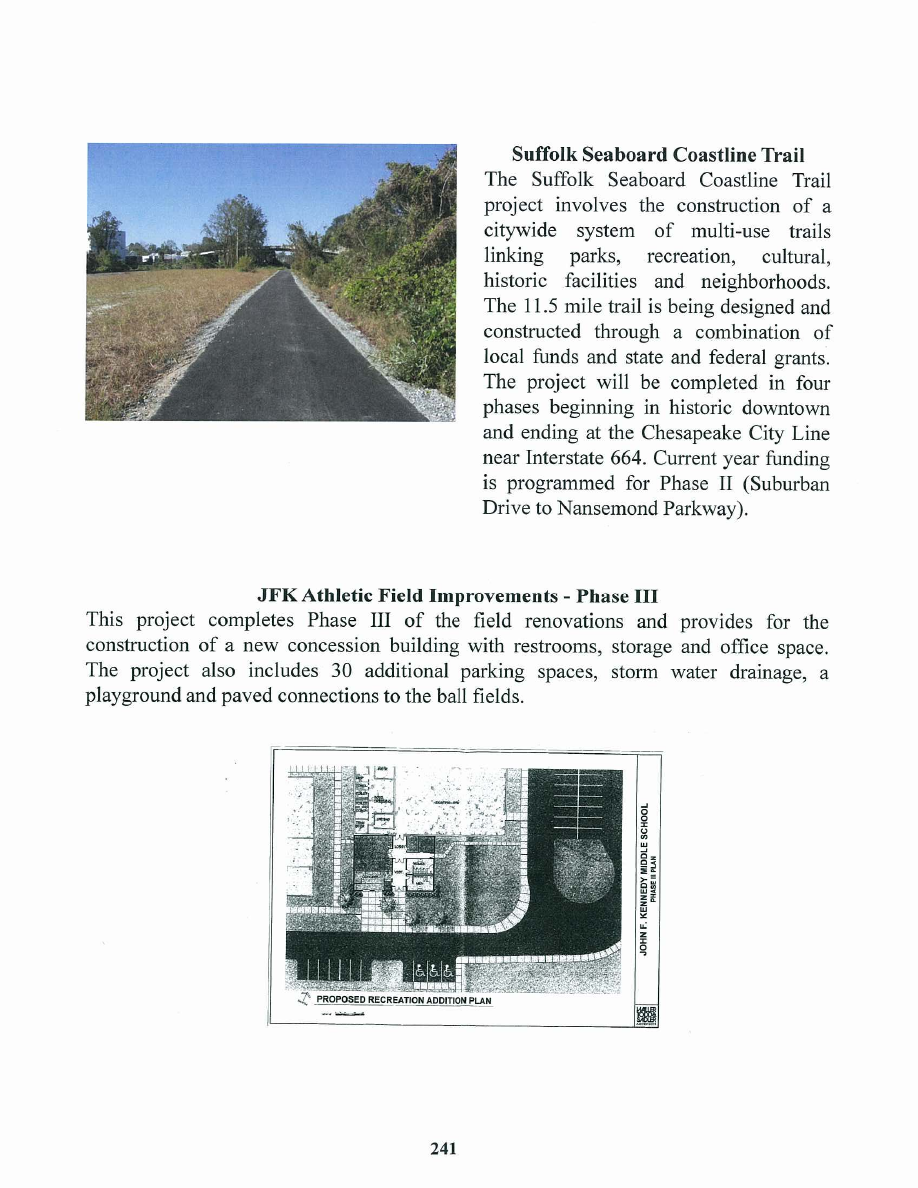 Suffolk Seaboard Coastline Trail
The Suffolk Seaboard Coastline Trail
project involves the construction of a
citywide system of multi-use trails
linking parks, recreation, cultural,
historic facilities and neighborhoods.
The 11.5 mile trail is being designed and
constructed through a combination of
local funds and state and federal grants.
The project will be completed in four
phases beginning in historic downtown
and ending at the Chesapeake City Line
near Interstate 664. Current year funding
is programmed for Phase II (Suburban
Drive to Nansemond Parkway).
JFK Athletic Field Improvements - Phase III
This project completes Phase III of the field renovations and provides for the
construction of a new concession building with restrooms, storage and office space.
The project also includes 30 additional parking spaces, storm water drainage, a
playground and paved connections to the ball fields.
LOBBY
JOHN F. KENNEDY MIDDLE SCHOOL
PHASE II PLAN
PROPOSED RECREATION ADDITION PLAN
241